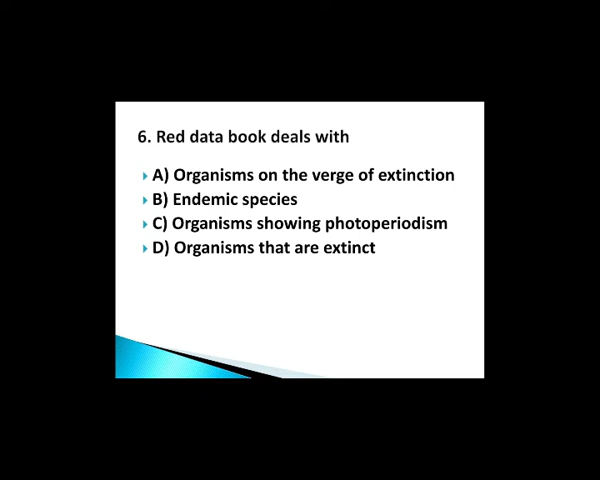 6. Red data book deals with
A) Organisms on the verge of extinction
B) Endemic species
C) Organisms showing photoperiodism
D) Organisms that are extinct